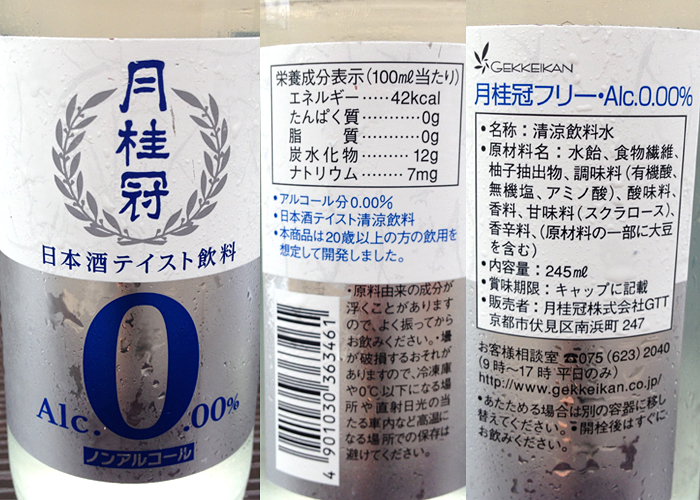 月桂冠
日本酒テイスト飲料
Alc.0.00%
ノンアルコール
栄養成分表示(100mℓ当たり)
エネルギー……42kcal
たんぱく質………0g
脂 質………0g
炭水化物………12g
ナトリウム………7mg
・アルコール分0.00%
・日本酒テイスト清涼飲料
・本商品は20歳以上の方の飲用を
想定して開発しました。
・原料由来の成分が
浮くことがあります
ので、よく振ってから
お飲みください。・場
が破損するおそれが
ありますので、冷凍庫
や0℃以下になる場
所や直射日光の当
たる車内など高温に
なる場所での保存は
避けてください。
4901030363461
GEKKEIKAN
月桂冠フリー・Alc.0.00%
・名称：清涼飲料水
・原材料名：水飴、食物繊維、
柚子抽出物、調味料(有機酸、
無機塩、アミノ酸)、酸味料、
香料、甘味料(スクラロース)、
香辛料、(原材料の一部に大豆
を含む)
・内容量：245mℓ
・賞味期限：キャップに記載
・販売者：月桂冠株式会社GTT
京都市伏見区南浜町 247
お客様相談室 ☎075(623)2040
(9時〜17時 平日のみ)
http://www.gekkeikan.co.jp/
・あたためる場合は別の容器に移し
替えてください。・開栓後はすぐに
お飲みください。